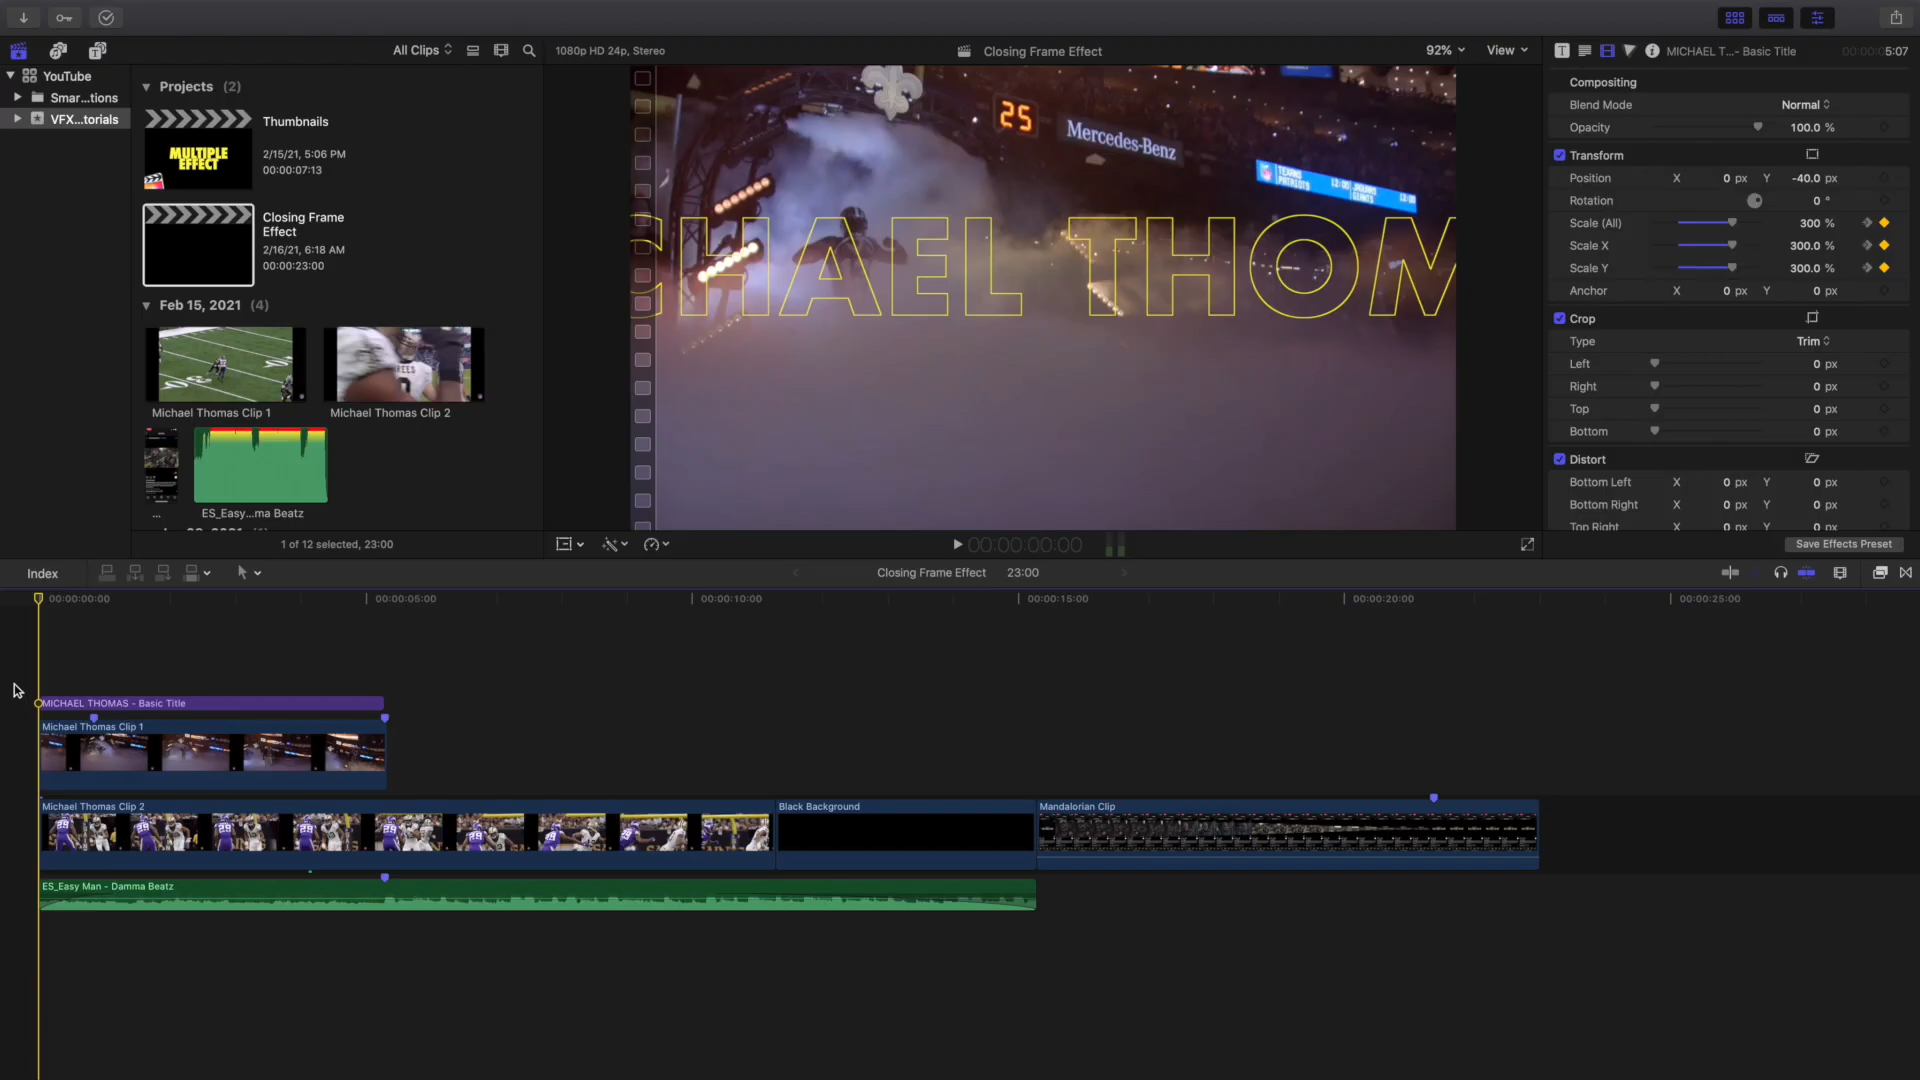 All Clips
1080p HD 24p, Stereo
Closing Frame Effect
92%
View
MICHAEL T...- Basic Title
5:07
YouTube
Smar...tions
VFX...torials
Projects (2)
MULTIPLE
EFFECT
Thumbnails
2/15/21, 5:06 PM
00:00:07:13
Closing Frame
Effect
2/16/21, 6:18 AM
00:00:23:00
Feb 15, 2021 (4)
Michael Thomas Clip 1
Michael Thomas Clip 2
...
ES_Easy...ma Beatz
1 of 12 selected, 23:00
25
Mercedes-Benz
TEXANS 12:00 JAGUARS
PATRIOTS GIANTS 12:00
CHAEL THOM
00:00:00:00
Compositing
Blend Mode Normal
Opacity 100.0 %
Transform
Position X 0 px Y -40.0 px
Rotation 0 °
Scale (All) 300 %
Scale X 300.0 %
Scale Y 300.0 %
Anchor X 0 px Y 0 px
Crop
Type Trim
Left 0 px
Right 0 px
Top 0 px
Bottom 0 px
Distort
Bottom Left X 0 px Y 0 px
Bottom Right X 0 px Y 0 px
Top Right X 0 px Y 0 px
Save Effects Preset
Index
Closing Frame Effect 23:00
00:00:00:00 00:00:05:00 00:00:10:00 00:00:15:00 00:00:20:00 00:00:25:00
MICHAEL THOMAS - Basic Title
Michael Thomas Clip 1
Michael Thomas Clip 2
Black Background
Mandalorian Clip
ES_Easy Man - Damma Beatz